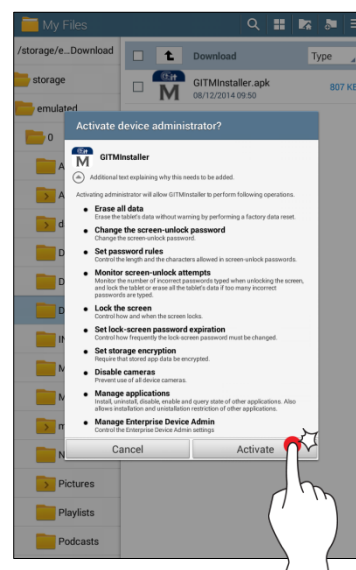 My Files
/storage/e...Download
Download
Type
storage
GITMInstaller.apk
08/12/2014 09:50
807 KB
emulated
0
Activate device administrator?
GITMInstaller
Additional text explaining why this needs to be added.
Activating administrator will allow GITMInstaller to perform following operations.
Erase all data
Erase the tablet's data without warning by performing a factory data reset.
Change the screen-unlock password
Change the screen-unlock password.
Set password rules
Control the length and the characters allowed in screen-unlock passwords.
Monitor screen-unlock attempts
Monitor the number of incorrect passwords typed when unlocking the screen,
and lock the tablet or erase all the tablet's data if too many incorrect
passwords are typed.
Lock the screen
Control how and when the screen locks.
Set lock-screen password expiration
Control how frequently the lock-screen password must be changed.
Set storage encryption
Require that stored app data be encrypted.
Disable cameras
Prevent use of all device cameras.
Manage applications
Install, uninstall, disable, enable and query state of other applications. Also
allows installation and unistallation restriction of other applications.
Manage Enterprise Device Admin
Control the Enterprise Device Admin settings
Cancel
Activate
Pictures
Playlists
Podcasts